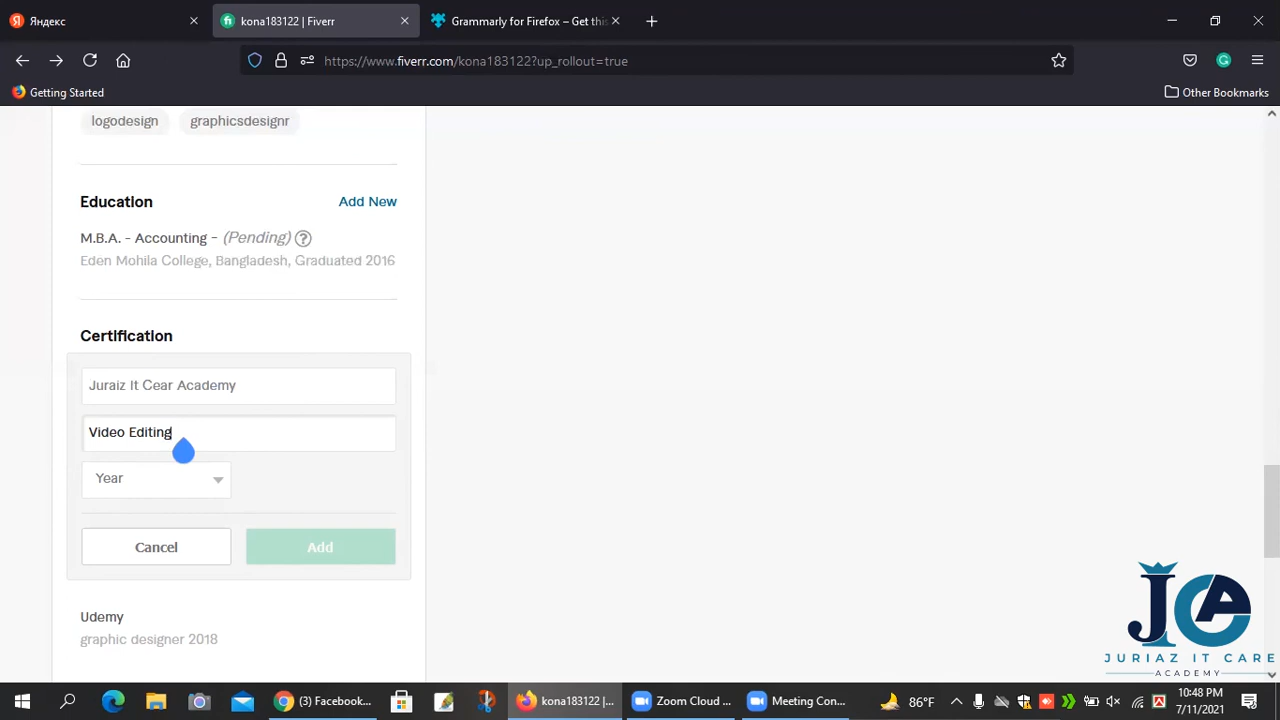 Яндекс
kona183122 | Fiverr
Grammarly for Firefox – Get this
https://www.fiverr.com/kona183122?up_rollout=true
Getting Started
Other Bookmarks
logodesign graphicsdesignr
Education Add New
M.B.A. - Accounting - (Pending)
Eden Mohila College, Bangladesh, Graduated 2016
Certification
Juraiz It Cear Academy
Video Editing
Year
Cancel Add
Udemy
graphic designer 2018
JCA
JURIAZ IT CARE
ACADEMY
(3) Facebook...
kona183122 |...
Zoom Cloud ...
Meeting Con...
86°F
10:48 PM
7/11/2021